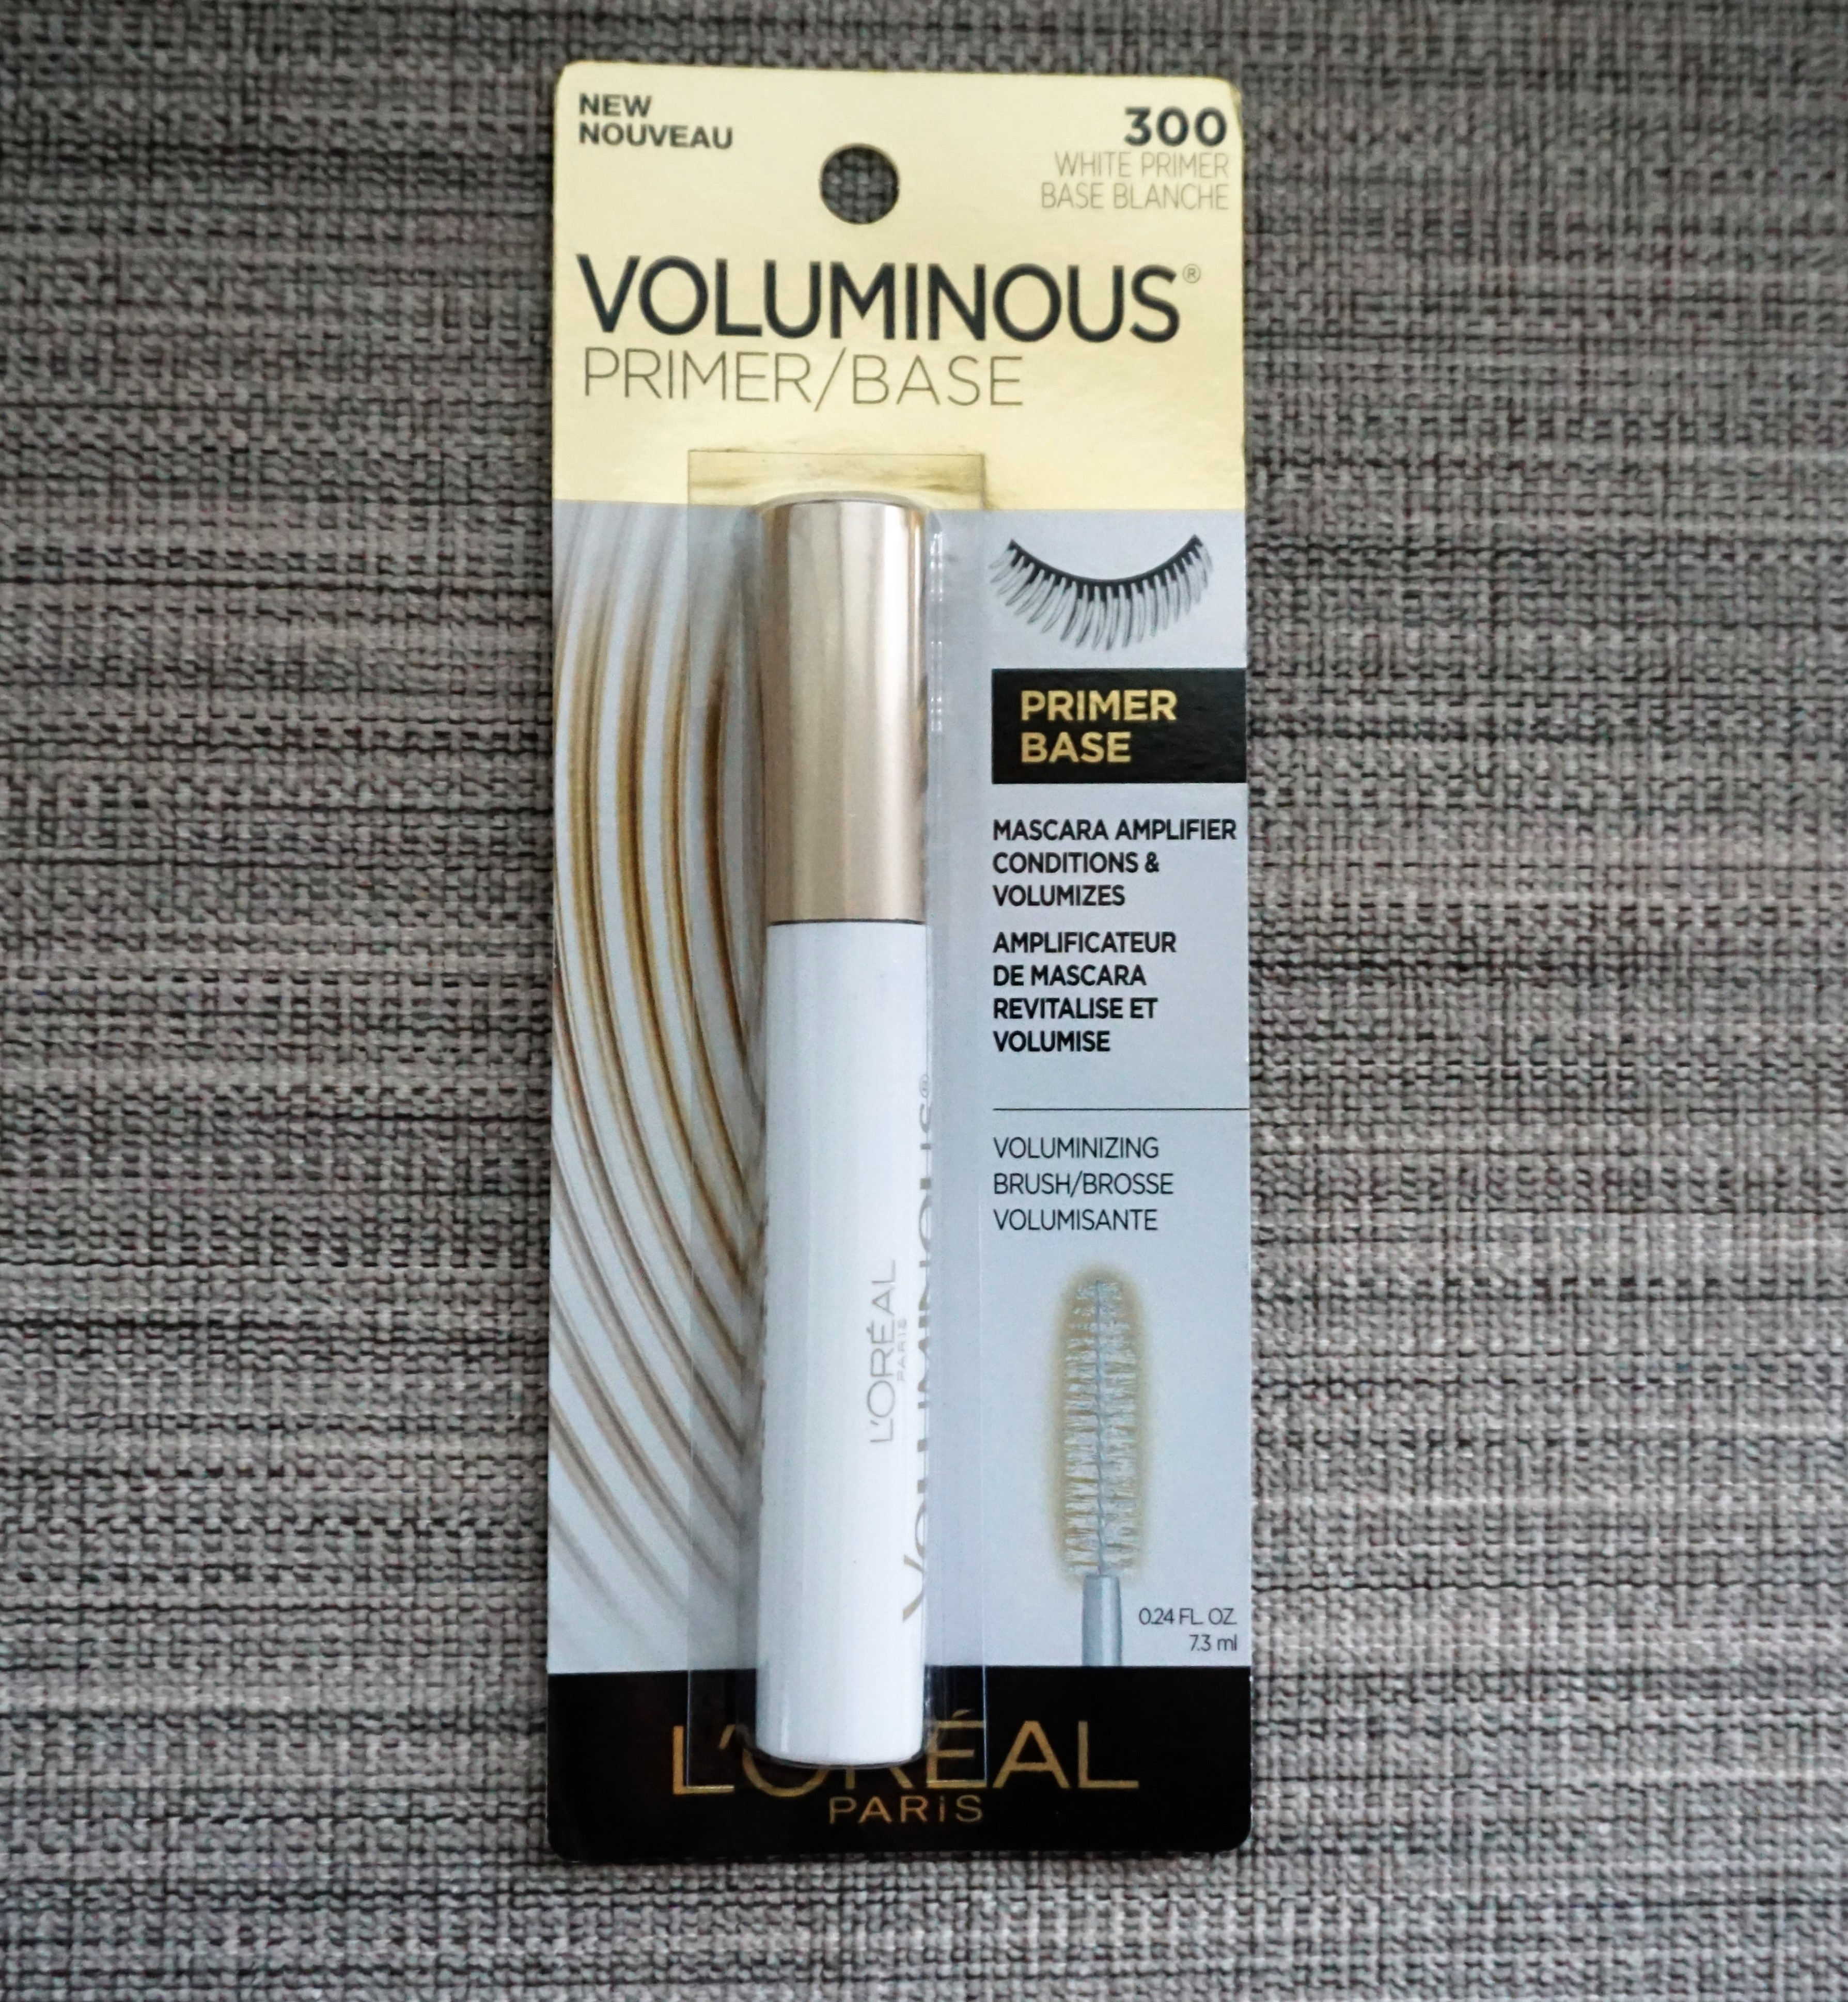 NEW
NOUVEAU
300
WHITE PRIMER
BASE BLANCHE
VOLUMINOUS®
PRIMER/BASE
PRIMER
BASE
MASCARA AMPLIFIER
CONDITIONS &
VOLUMIZES
AMPLIFICATEUR
DE MASCARA
REVITALISE ET
VOLUMISE
VOLUMINIZING
BRUSH/BROSSE
VOLUMISANTE
0.24 FL. OZ.
7.3 ml
L'ORÉAL
PARIS
VOLUMINOUS®
L'ORÉAL
PARIS